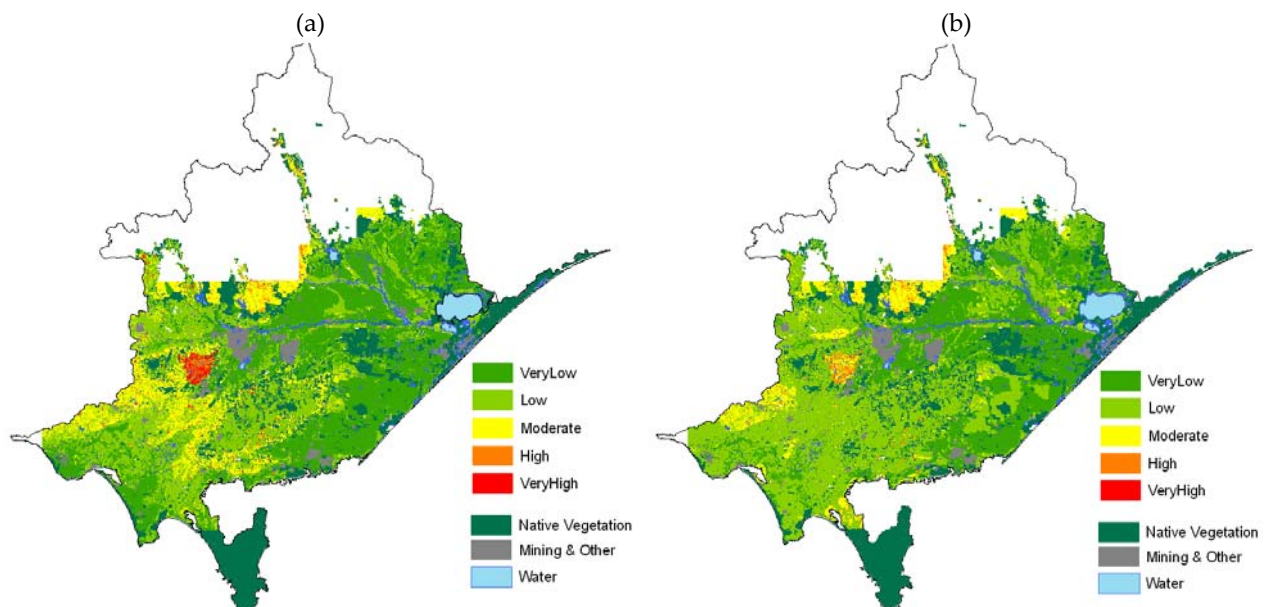 (a)
(b)
VeryLow
Low
Moderate
High
VeryHigh
Native Vegetation
Mining & Other
Water
VeryLow
Low
Moderate
High
VeryHigh
Native Vegetation
Mining & Other
Water